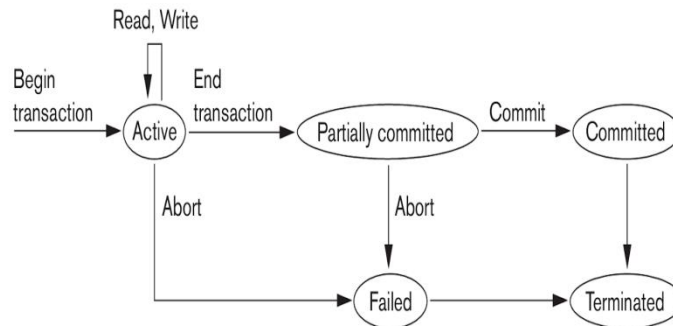 Read, Write
Begin
transaction
End
transaction
Active
Partially committed
Commit
Committed
Abort
Abort
Failed
Terminated